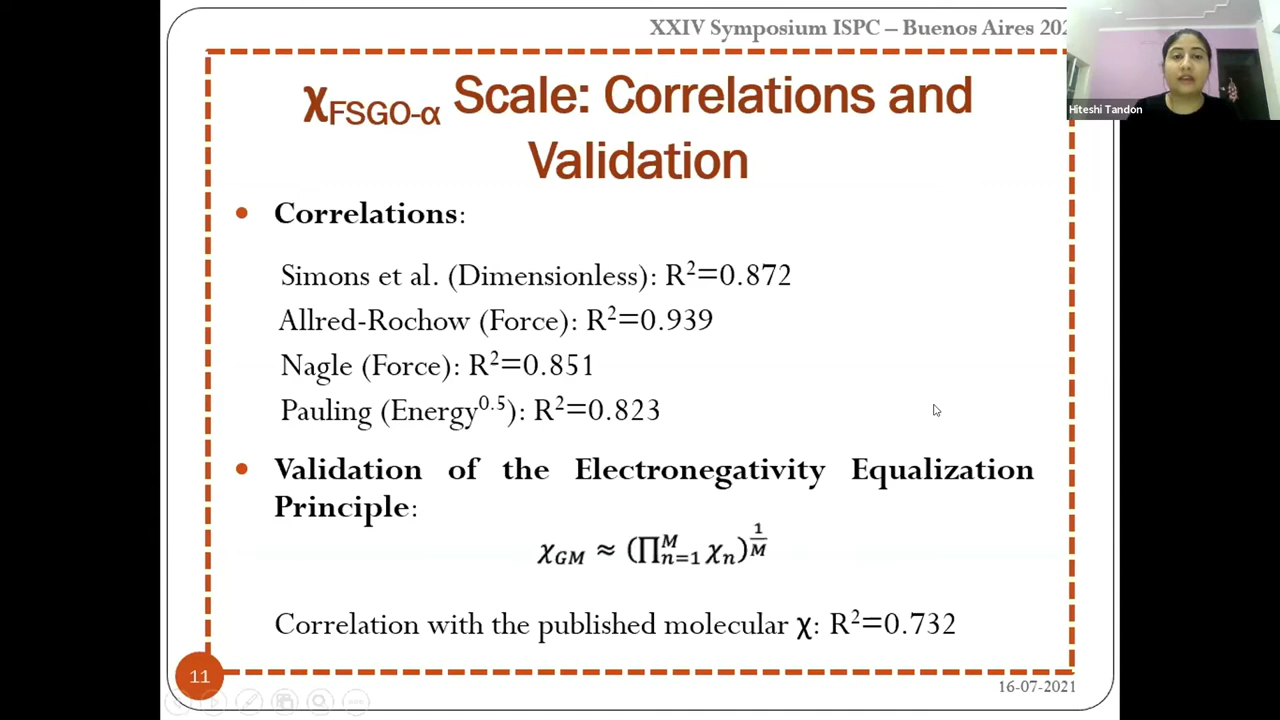 XXIV Symposium ISPC – Buenos Aires 202
Hiteshi Tandon
χFSGO-α Scale: Correlations and
Validation
• Correlations:
Simons et al. (Dimensionless): R²=0.872
Allred-Rochow (Force): R²=0.939
Nagle (Force): R²=0.851
Pauling (Energy⁰·⁵): R²=0.823
• Validation of the Electronegativity Equalization
Principle:
χ_GM ≈ (∏_{n=1}^{M} χ_n)^{1/M}
Correlation with the published molecular χ: R²=0.732
11
16-07-2021